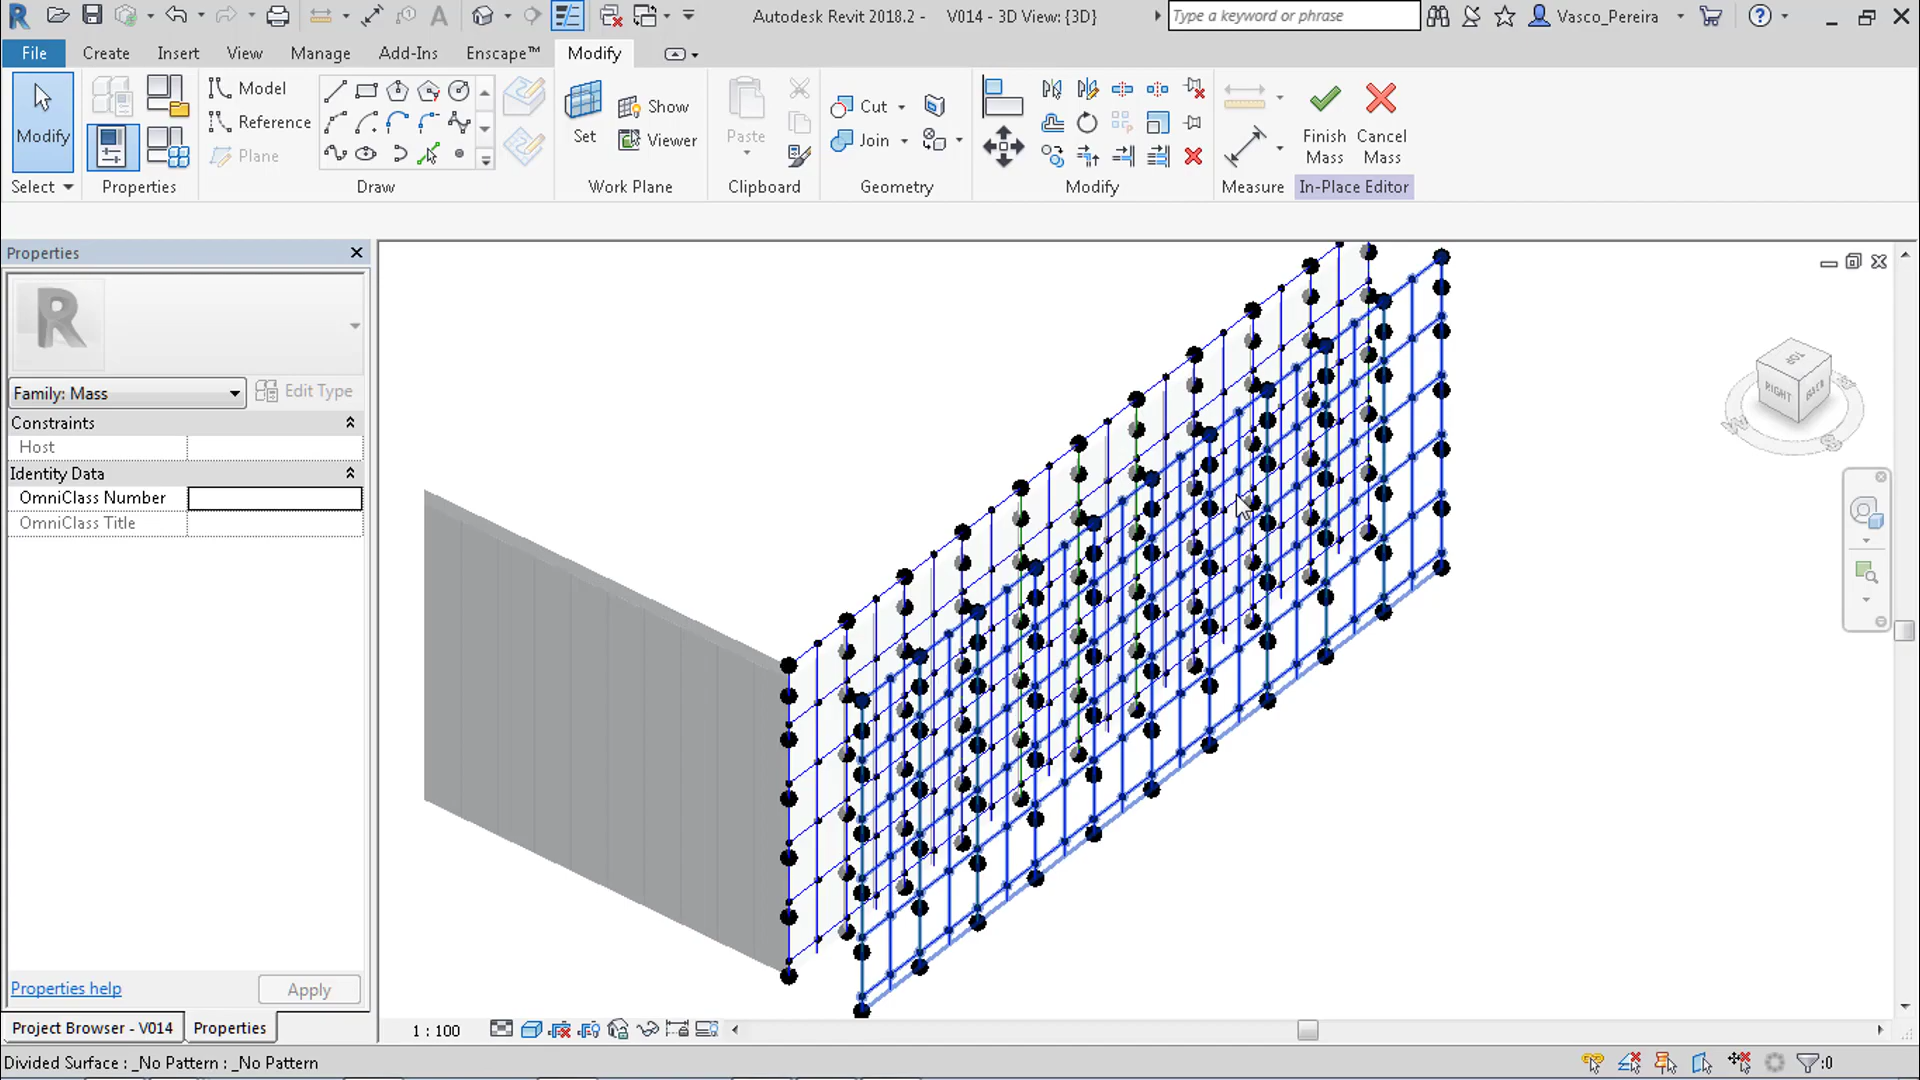 Autodesk Revit 2018.2 - V014 - 3D View: {3D}
Type a keyword or phrase
Vasco_Pereira
File Create Insert View Manage Add-Ins Enscape™ Modify
Modify
Select
Properties
Model
Reference
Plane
Draw
Set
Show
Viewer
Work Plane
Paste
Clipboard
Cut
Join
Geometry
Modify
Measure
Finish Mass
Cancel Mass
In-Place Editor
Properties
R
Family: Mass
Edit Type
Constraints
Host
Identity Data
OmniClass Number
OmniClass Title
TOP
RIGHT
BACK
Properties help
Apply
Project Browser - V014
Properties
1 : 100
Divided Surface : _No Pattern : _No Pattern
:0